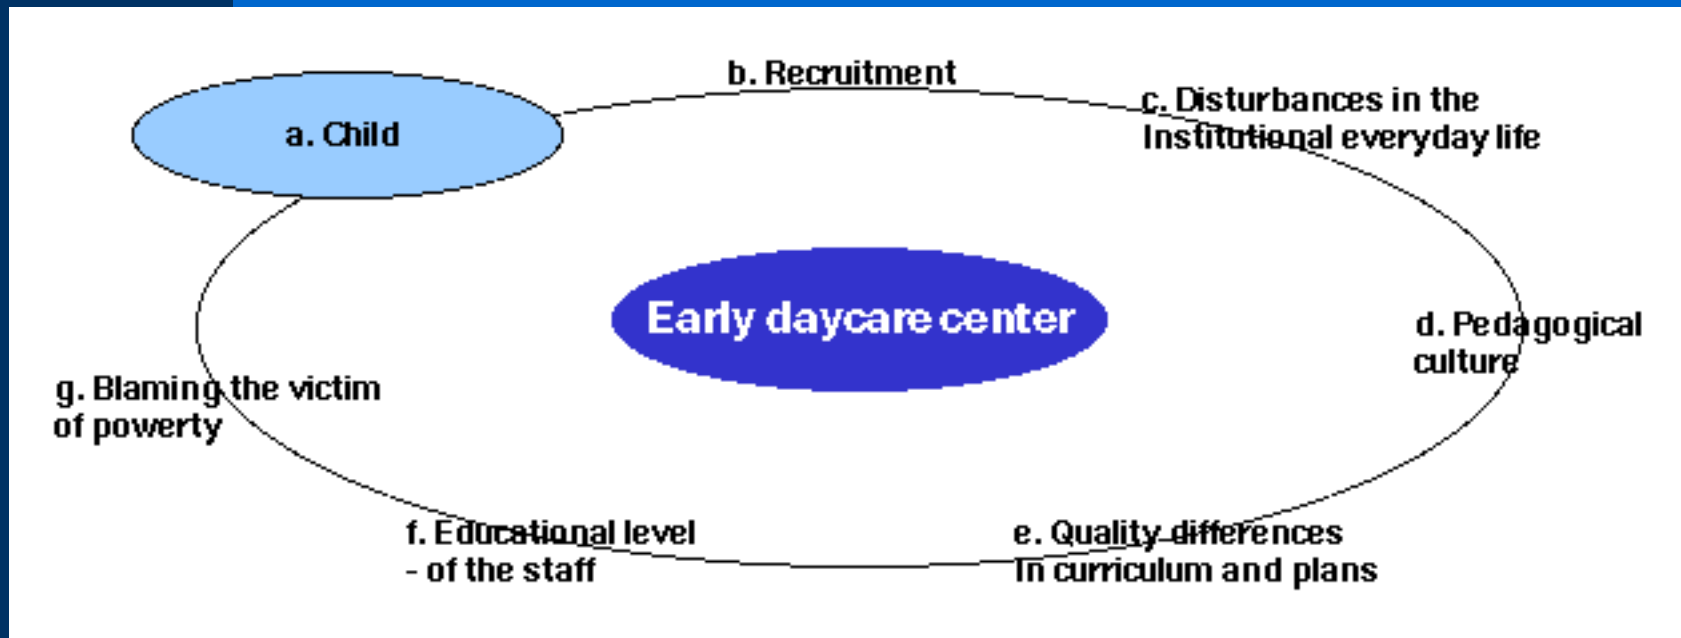 a. Child
b. Recruitment
c. Disturbances in the
Institutional everyday life
Early daycare center
d. Pedagogical
culture
g. Blaming the victim
of powerty
f. Educational level
- of the staff
e. Quality differences
In curriculum and plans